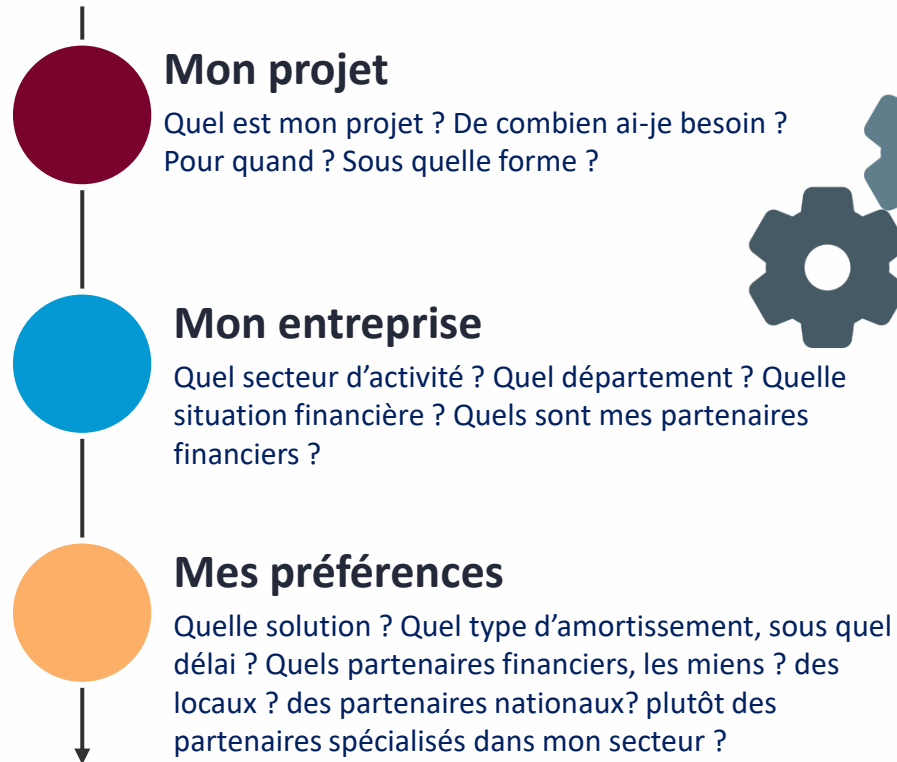 Mon projet
Quel est mon projet ? De combien ai-je besoin ?
Pour quand ? Sous quelle forme ?
Mon entreprise
Quel secteur d’activité ? Quel département ? Quelle
situation financière ? Quels sont mes partenaires
financiers ?
Mes préférences
Quelle solution ? Quel type d’amortissement, sous quel
délai ? Quels partenaires financiers, les miens ? des
locaux ? des partenaires nationaux? plutôt des
partenaires spécialisés dans mon secteur ?